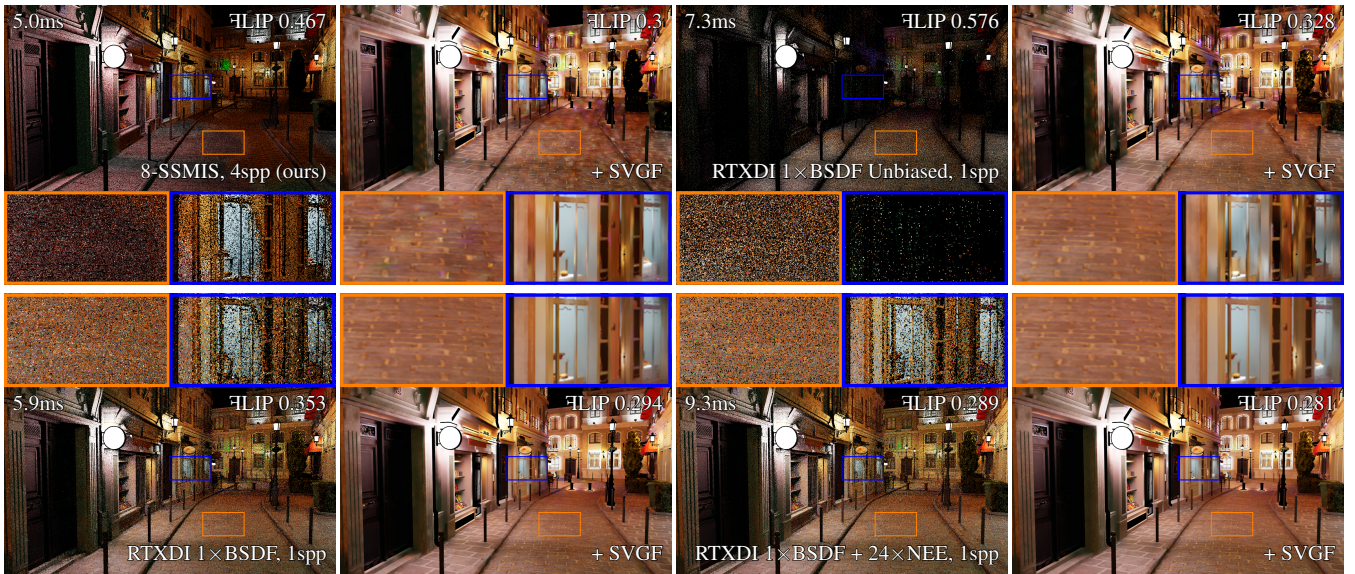 5.0ms
ꟻLIP 0.467
8-SSMIS, 4spp (ours)
ꟻLIP 0.3
+ SVGF
7.3ms
ꟻLIP 0.576
RTXDI 1×BSDF Unbiased, 1spp
ꟻLIP 0.328
+ SVGF
5.9ms
ꟻLIP 0.353
RTXDI 1×BSDF, 1spp
ꟻLIP 0.294
+ SVGF
9.3ms
ꟻLIP 0.289
RTXDI 1×BSDF + 24×NEE, 1spp
ꟻLIP 0.281
+ SVGF